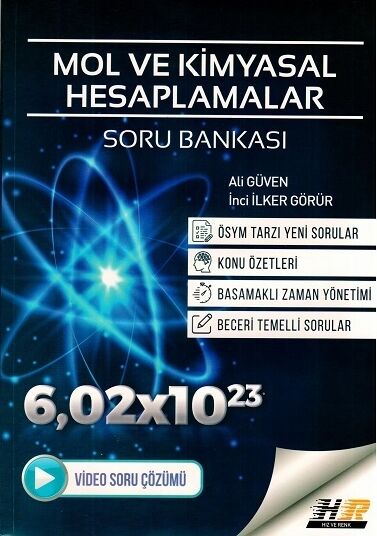 MOL VE KİMYASAL
HESAPLAMALAR
SORU BANKASI
Ali GÜVEN
İnci İLKER GÖRÜR
ÖSYM TARZI YENİ SORULAR
KONU ÖZETLERİ
BASAMAKLI ZAMAN YÖNETİMİ
BECERİ TEMELLİ SORULAR
6,02x10²³
VİDEO SORU ÇÖZÜMÜ
HR
HIZ VE RENK